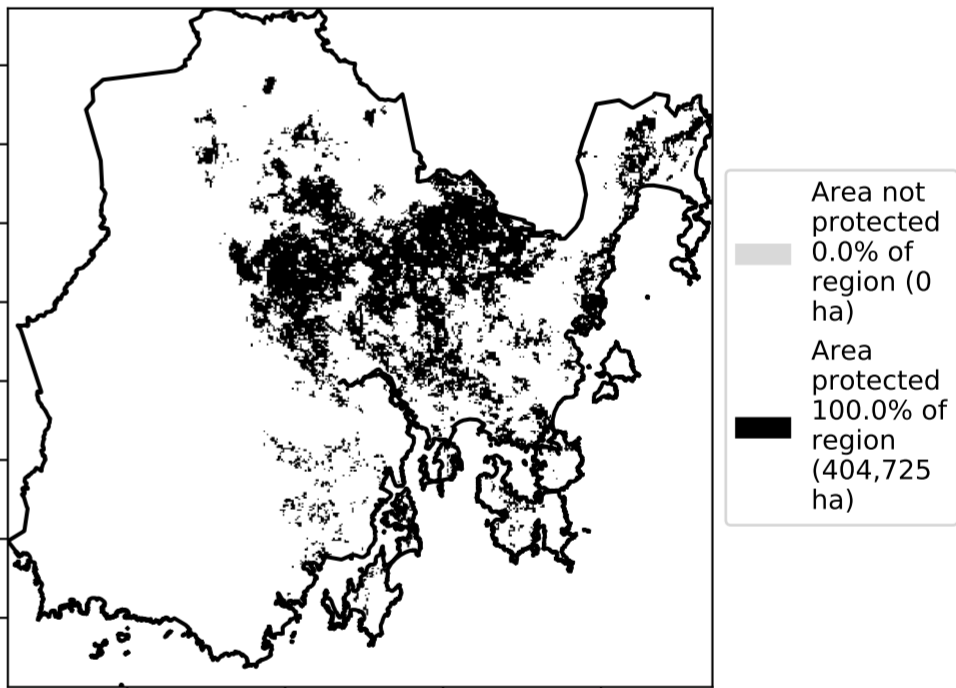 Area not
protected
0.0% of
region (0
ha)
Area
protected
100.0% of
region
(404,725
ha)